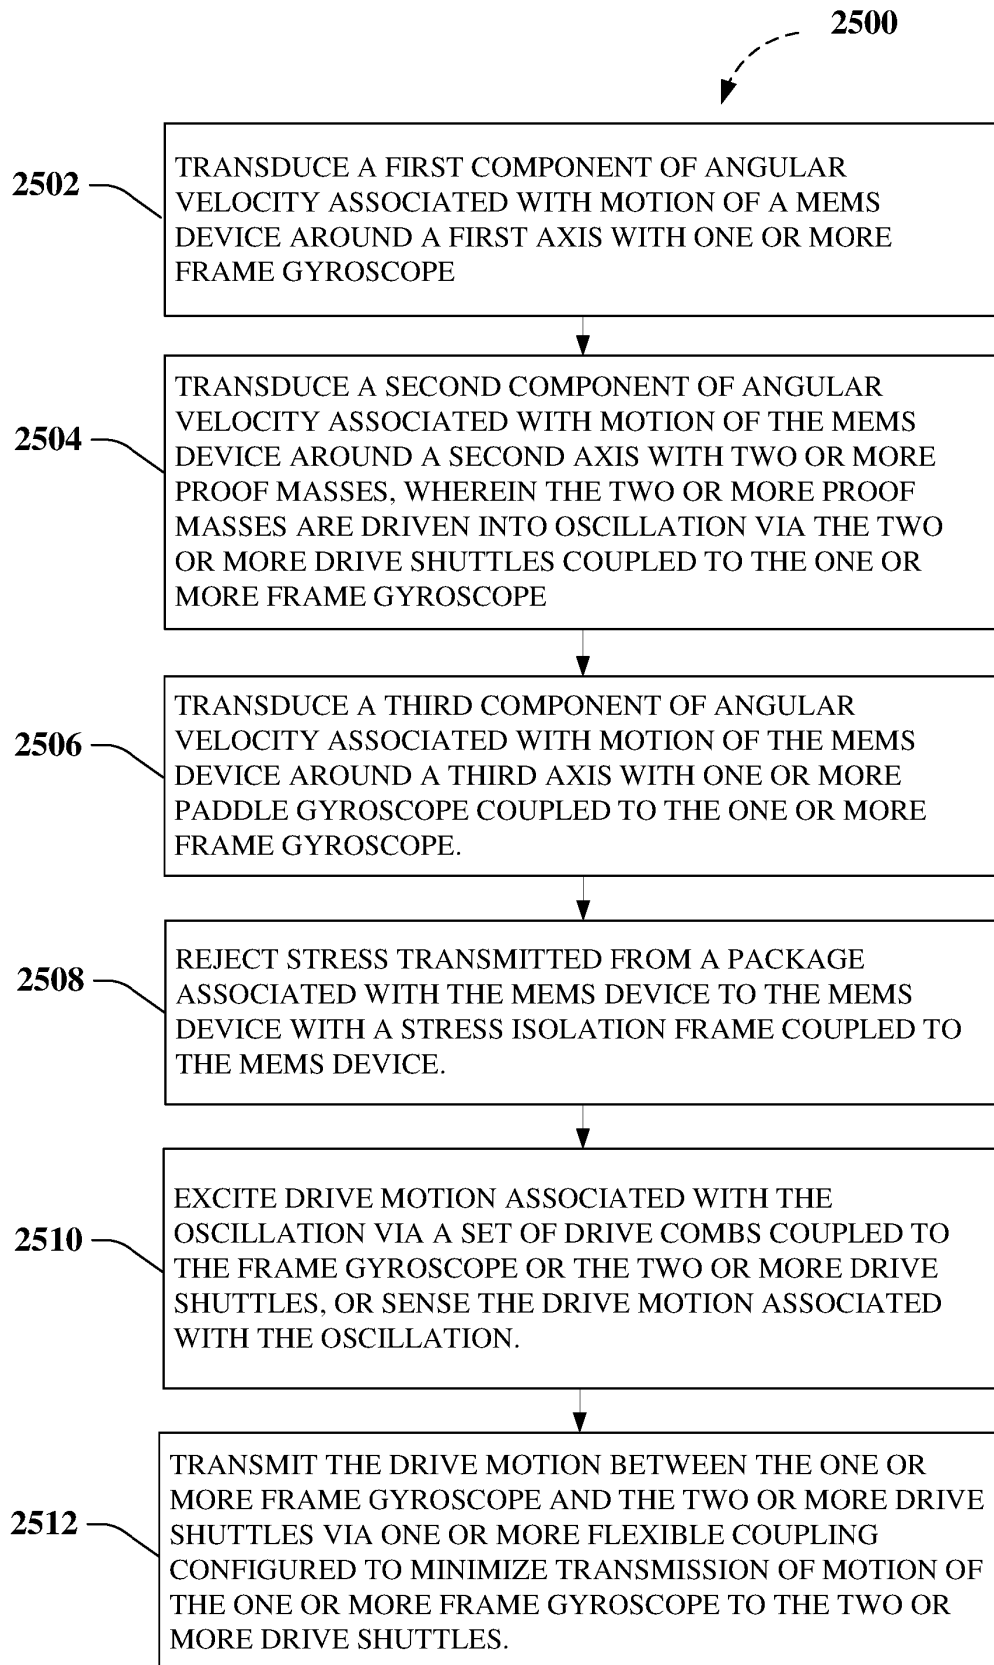 2500
2502
TRANSDUCE A FIRST COMPONENT OF ANGULAR
VELOCITY ASSOCIATED WITH MOTION OF A MEMS
DEVICE AROUND A FIRST AXIS WITH ONE OR MORE
FRAME GYROSCOPE
2504
TRANSDUCE A SECOND COMPONENT OF ANGULAR
VELOCITY ASSOCIATED WITH MOTION OF THE MEMS
DEVICE AROUND A SECOND AXIS WITH TWO OR MORE
PROOF MASSES, WHEREIN THE TWO OR MORE PROOF
MASSES ARE DRIVEN INTO OSCILLATION VIA THE TWO
OR MORE DRIVE SHUTTLES COUPLED TO THE ONE OR
MORE FRAME GYROSCOPE
2506
TRANSDUCE A THIRD COMPONENT OF ANGULAR
VELOCITY ASSOCIATED WITH MOTION OF THE MEMS
DEVICE AROUND A THIRD AXIS WITH ONE OR MORE
PADDLE GYROSCOPE COUPLED TO THE ONE OR MORE
FRAME GYROSCOPE.
2508
REJECT STRESS TRANSMITTED FROM A PACKAGE
ASSOCIATED WITH THE MEMS DEVICE TO THE MEMS
DEVICE WITH A STRESS ISOLATION FRAME COUPLED TO
THE MEMS DEVICE.
2510
EXCITE DRIVE MOTION ASSOCIATED WITH THE
OSCILLATION VIA A SET OF DRIVE COMBS COUPLED TO
THE FRAME GYROSCOPE OR THE TWO OR MORE DRIVE
SHUTTLES, OR SENSE THE DRIVE MOTION ASSOCIATED
WITH THE OSCILLATION.
2512
TRANSMIT THE DRIVE MOTION BETWEEN THE ONE OR
MORE FRAME GYROSCOPE AND THE TWO OR MORE DRIVE
SHUTTLES VIA ONE OR MORE FLEXIBLE COUPLING
CONFIGURED TO MINIMIZE TRANSMISSION OF MOTION OF
THE ONE OR MORE FRAME GYROSCOPE TO THE TWO OR
MORE DRIVE SHUTTLES.